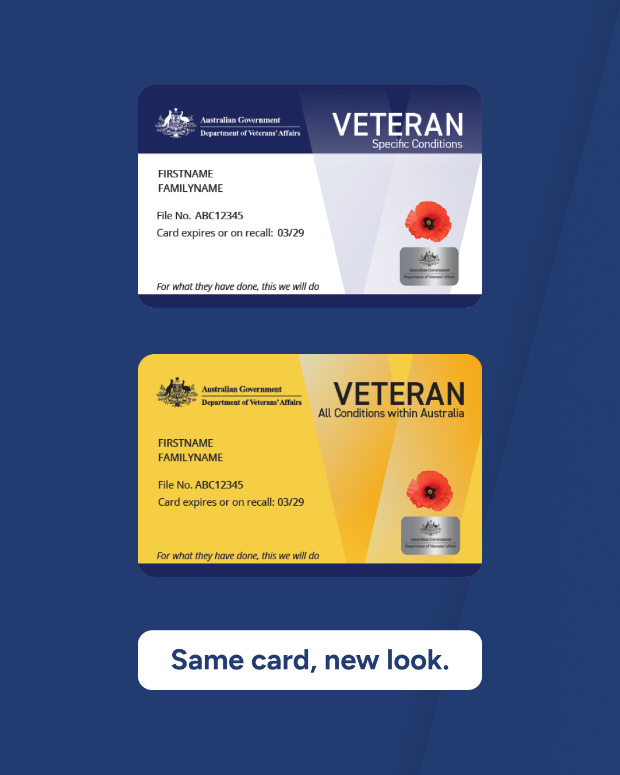 Australian Government
Department of Veterans' Affairs
VETERAN
Specific Conditions
FIRSTNAME
FAMILYNAME
File No. ABC12345
Card expires or on recall: 03/29
Australian Government
Department of Veterans' Affairs
For what they have done, this we will do
Australian Government
Department of Veterans' Affairs
VETERAN
All Conditions within Australia
FIRSTNAME
FAMILYNAME
File No. ABC12345
Card expires or on recall: 03/29
Australian Government
Department of Veterans' Affairs
For what they have done, this we will do
Same card, new look.